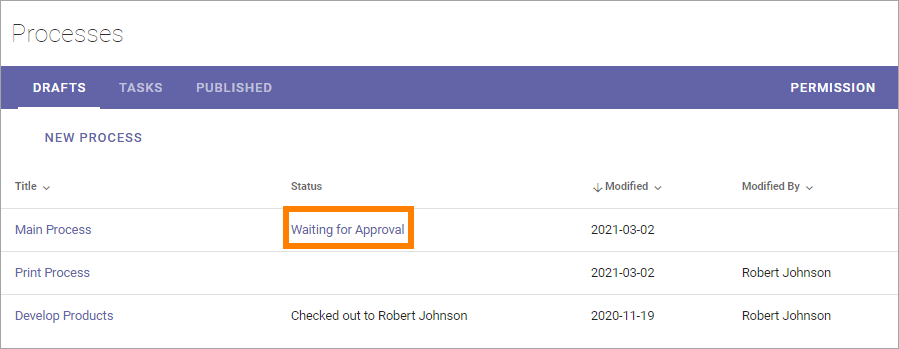 Processes
DRAFTS TASKS PUBLISHED PERMISSION
NEW PROCESS
Title Status Modified Modified By
Main Process Waiting for Approval 2021-03-02
Print Process 2021-03-02 Robert Johnson
Develop Products Checked out to Robert Johnson 2020-11-19 Robert Johnson